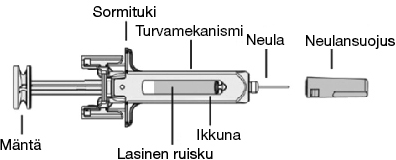 Sormituki
Turvamekanismi
Neula
Neulansuojus
Mäntä
Ikkuna
Lasinen ruisku